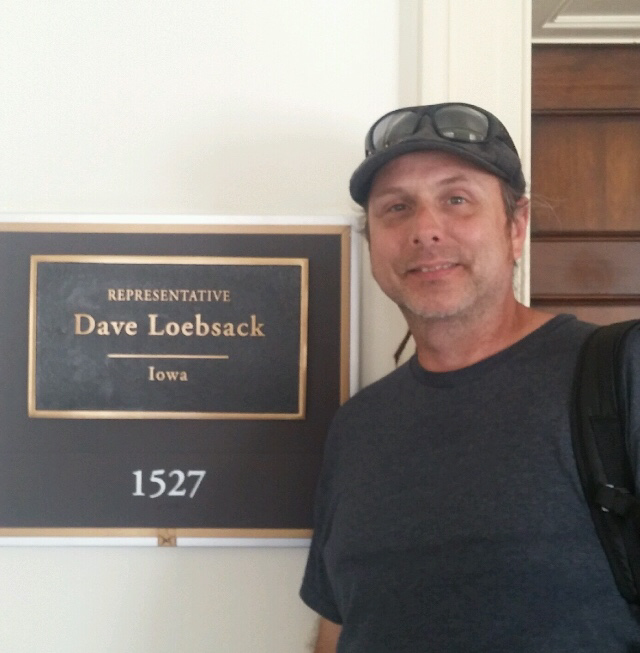 REPRESENTATIVE
Dave Loebsack
Iowa
1527